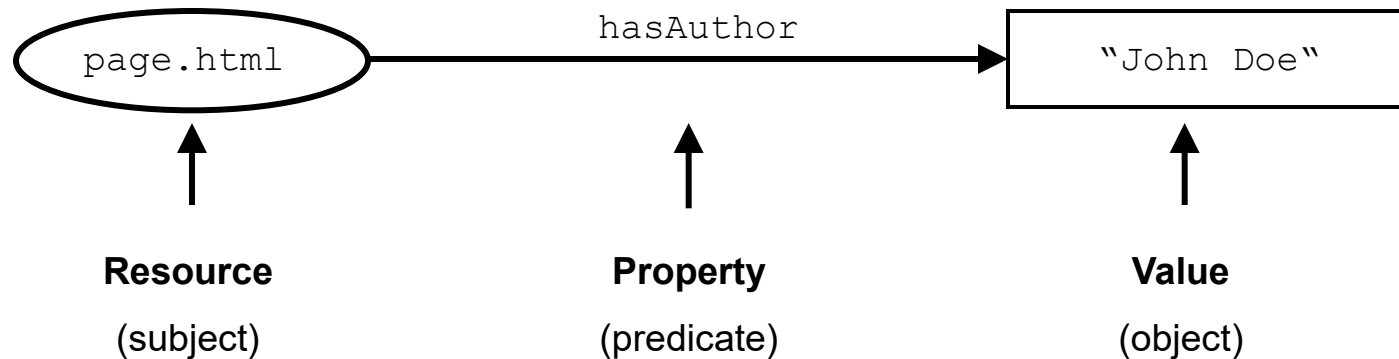 hasAuthor
page.html “John Doe“
Resource Property Value
(subject) (predicate) (object)